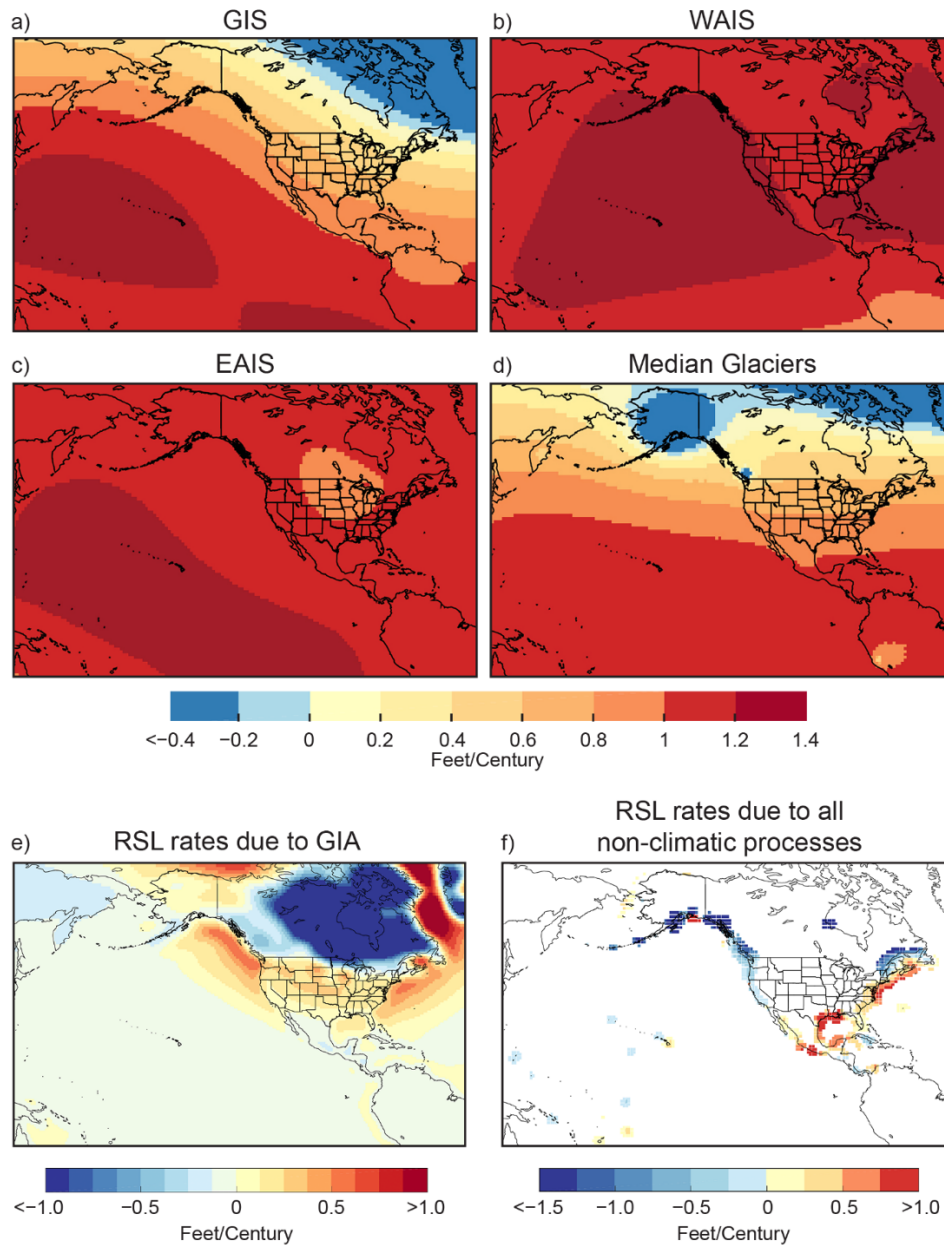 a) GIS
b) WAIS
c) EAIS
d) Median Glaciers
<−0.4 −0.2 0 0.2 0.4 0.6 0.8 1 1.2 1.4
Feet/Century
e) RSL rates due to GIA
f) RSL rates due to all
non-climatic processes
<−1.0 −0.5 0 0.5 >1.0
Feet/Century
<−1.5 −0.5 0 0.5 >1.0
Feet/Century